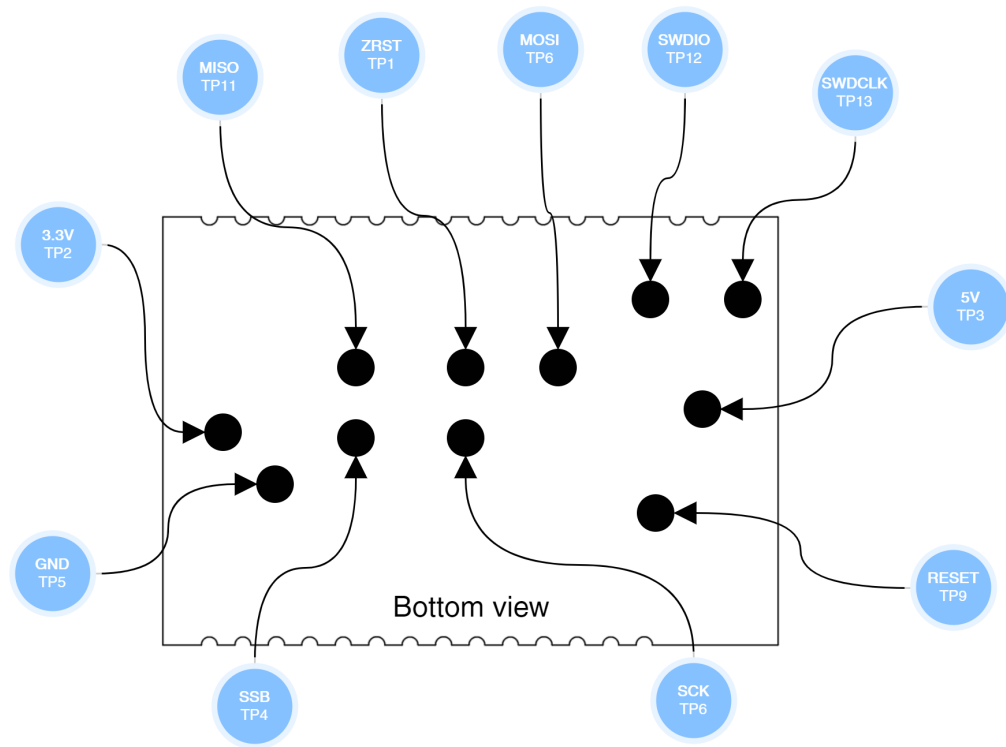 MISO
TP11
ZRST
TP1
MOSI
TP6
SWDIO
TP12
SWDCLK
TP13
3.3V
TP2
5V
TP3
GND
TP5
RESET
TP9
Bottom view
SSB
TP4
SCK
TP6